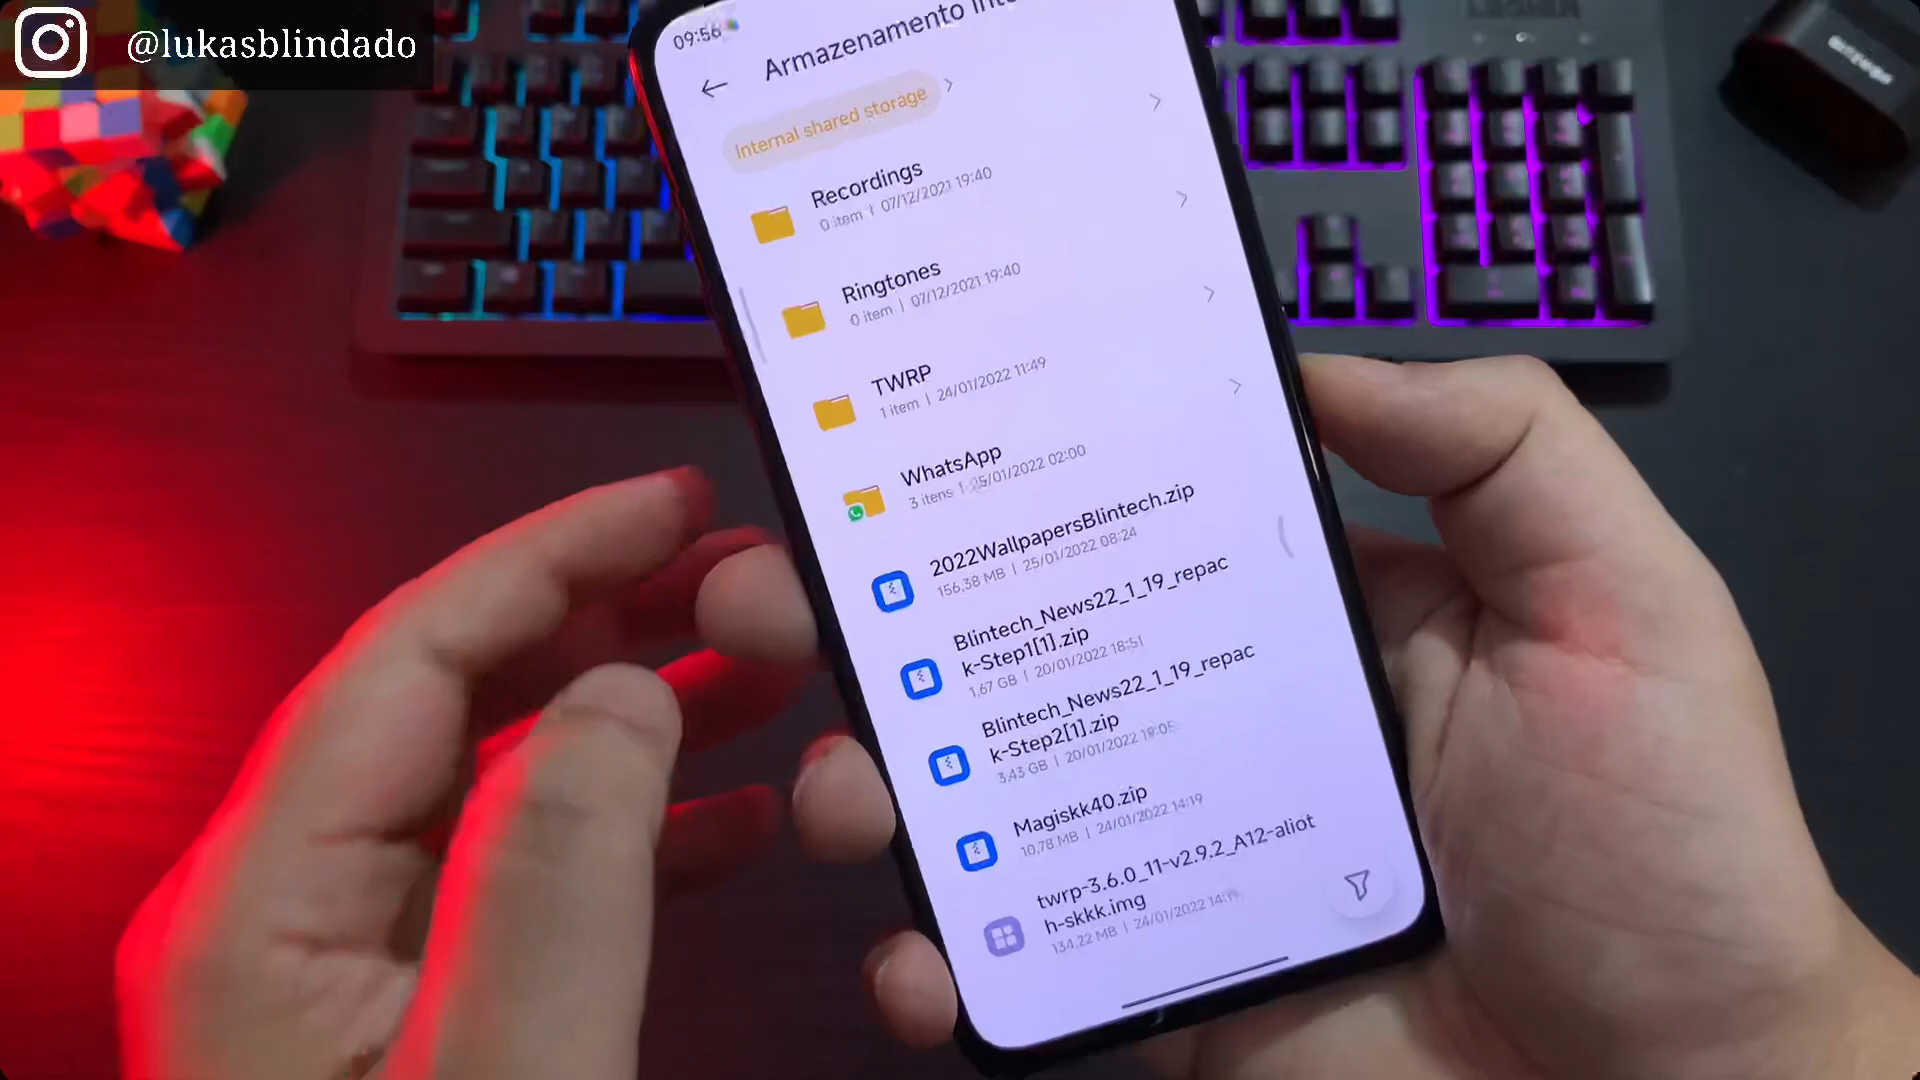 @lukasblindado
09:56
Armazenamento
Internal shared storage
Recordings
0 item | 07/12/2021 19:40
Ringtones
0 item | 07/12/2021 19:40
TWRP
1 item | 24/01/2022 11:49
WhatsApp
3 itens | 25/01/2022 02:00
2022WallpapersBlintech.zip
156,38 MB | 25/01/2022 08:24
Blintech_News22_1_19_repac
k-Step1[1].zip
1,67 GB | 20/01/2022 18:51
Blintech_News22_1_19_repac
k-Step2[1].zip
3,43 GB | 20/01/2022 19:05
Magiskk40.zip
10,78 MB | 24/01/2022 14:19
twrp-3.6.0_11-v2.9.2_A12-aliot
h-skkk.img
134,22 MB | 24/01/2022